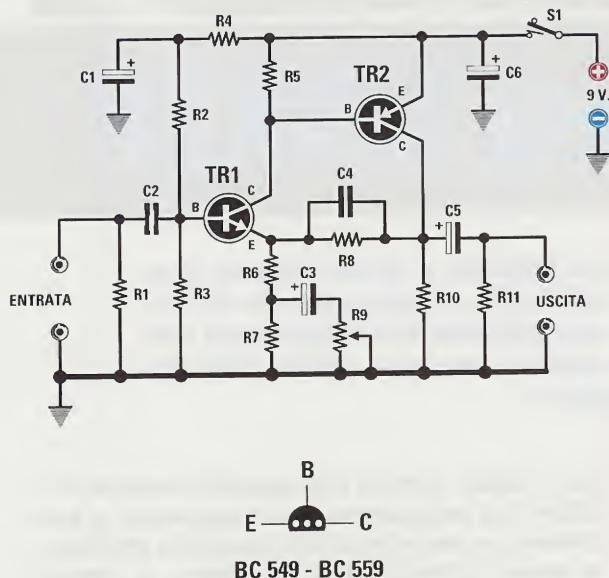 S1
R4
C1
+
R5
TR2
C6
+
9 V.
R2
E
B
C
TR1
C4
C2
B
C
E
C5
+
R8
R6
C3
+
ENTRATA
R1
R3
R7
R9
R10
R11
USCITA
B
E
C
BC 549 - BC 559